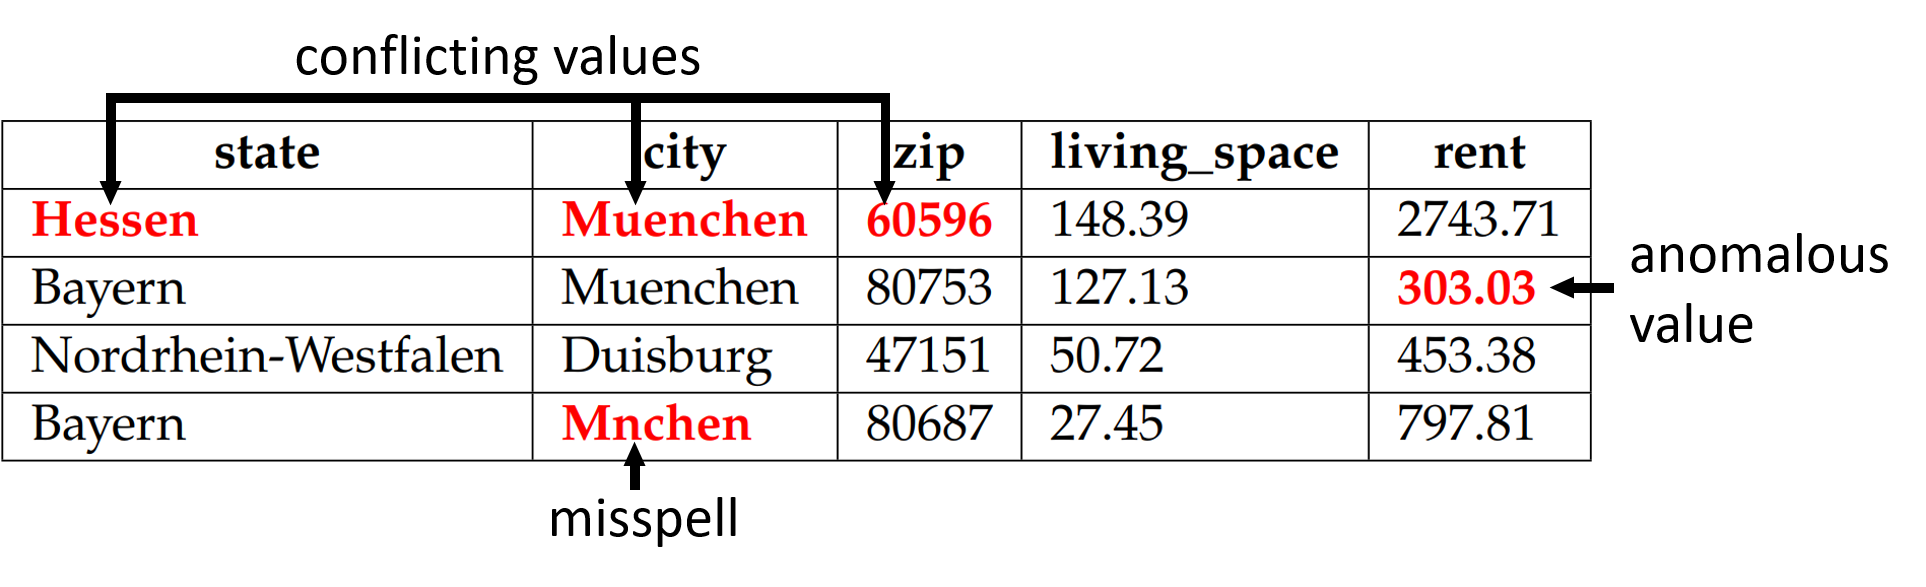 conflicting values
state city zip living_space rent
Hessen Muenchen 60596 148.39 2743.71
Bayern Muenchen 80753 127.13 303.03
anomalous
value
Nordrhein-Westfalen Duisburg 47151 50.72 453.38
Bayern Mnchen 80687 27.45 797.81
misspell